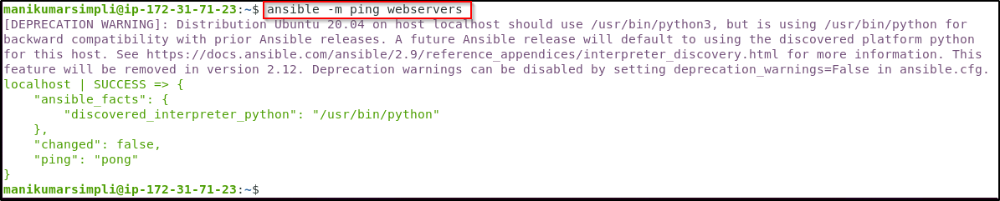 manikumarsimpli@ip-172-31-71-23:~$ ansible -m ping webservers
[DEPRECATION WARNING]: Distribution Ubuntu 20.04 on host localhost should use /usr/bin/python3, but is using /usr/bin/python for
backward compatibility with prior Ansible releases. A future Ansible release will default to using the discovered platform python
for this host. See https://docs.ansible.com/ansible/2.9/reference_appendices/interpreter_discovery.html for more information. This
feature will be removed in version 2.12. Deprecation warnings can be disabled by setting deprecation_warnings=False in ansible.cfg.
localhost | SUCCESS => {
    "ansible_facts": {
        "discovered_interpreter_python": "/usr/bin/python"
    },
    "changed": false,
    "ping": "pong"
}
manikumarsimpli@ip-172-31-71-23:~$